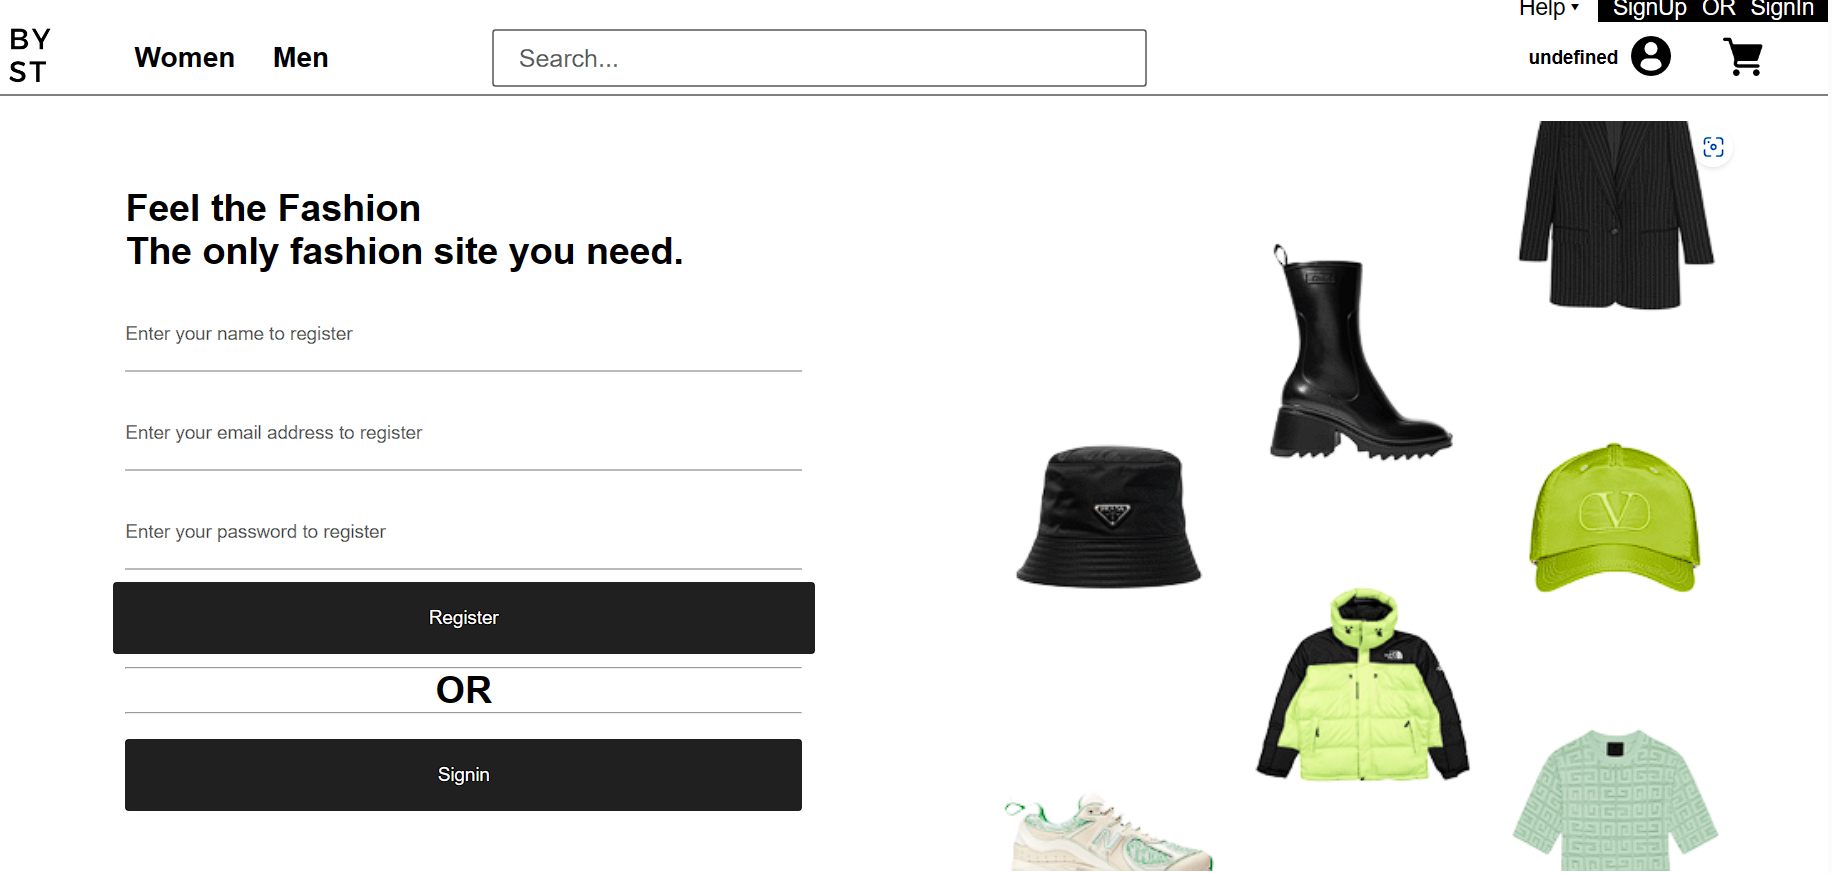 Help ▾ SignUp OR SignIn
BY
ST
Women Men Search... undefined
Feel the Fashion
The only fashion site you need.
Enter your name to register
Enter your email address to register
Enter your password to register
Register
OR
Signin
V
N